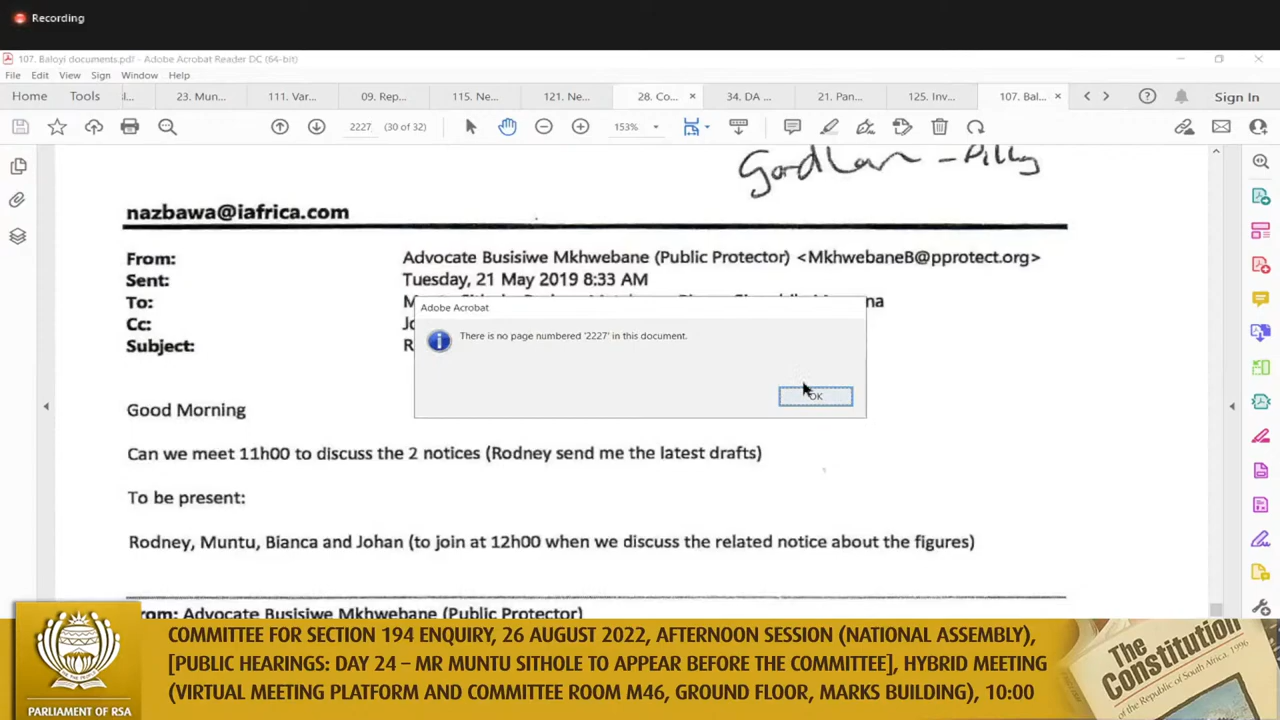 Recording
107. Baloyi documents.pdf - Adobe Acrobat Reader DC (64-bit)
File Edit View Sign Window Help
Home Tools 23. Mun... 111. Var... 09. Rep... 115. Ne... 121. Ne... 28. Co... × 34. DA ... 21. Pan... 125. Inv... 107. Bal... × Sign In
2227 (30 of 32) 153%
Gordhan - Pilly
nazbawa@iafrica.com
From: Advocate Busisiwe Mkhwebane (Public Protector) <MkhwebaneB@pprotect.org>
Sent: Tuesday, 21 May 2019 8:33 AM
To:
Cc:
Subject:
Adobe Acrobat
There is no page numbered '2227' in this document.
OK
Good Morning
Can we meet 11h00 to discuss the 2 notices (Rodney send me the latest drafts)
To be present:
Rodney, Muntu, Bianca and Johan (to join at 12h00 when we discuss the related notice about the figures)
From: Advocate Busisiwe Mkhwebane (Public Protector)
COMMITTEE FOR SECTION 194 ENQUIRY, 26 AUGUST 2022, AFTERNOON SESSION (NATIONAL ASSEMBLY),
[PUBLIC HEARINGS: DAY 24 – MR MUNTU SITHOLE TO APPEAR BEFORE THE COMMITTEE], HYBRID MEETING
(VIRTUAL MEETING PLATFORM AND COMMITTEE ROOM M46, GROUND FLOOR, MARKS BUILDING), 10:00
PARLIAMENT OF RSA
The
Constitution
of the Republic of South Africa, 1996